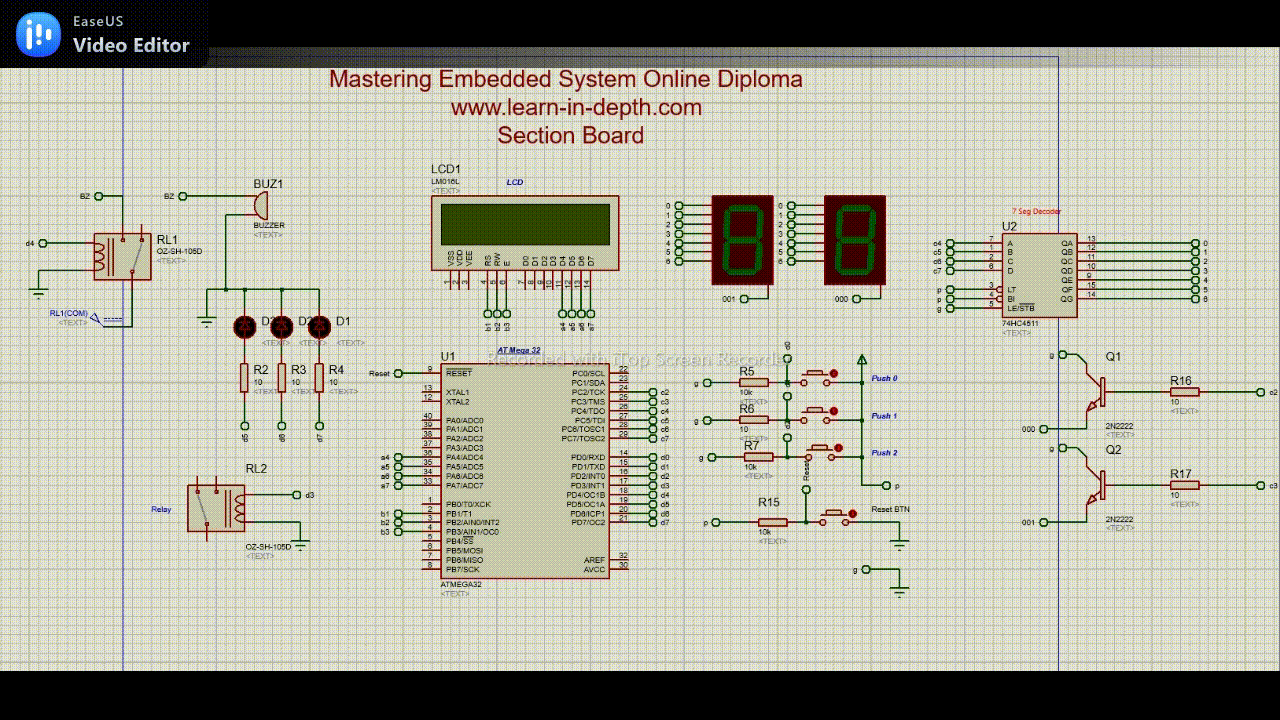 EaseUS
Video Editor
Mastering Embedded System Online Diploma
www.learn-in-depth.com
Section Board
BZ
BZ
BUZ1
BUZZER
<TEXT>
d4
RL1
OZ-SH-105D
<TEXT>
RL1(COM)
<TEXT>
D1
<TEXT>
<TEXT>
<TEXT>
R2
10
<TEXT>
R3
10
<TEXT>
R4
10
<TEXT>
d5
d6
d7
RL2
d3
Relay
OZ-SH-105D
<TEXT>
LCD1
LM016L
<TEXT>
LCD
VSS
VDD
VEE
RS
RW
E
D0
D1
D2
D3
D4
D5
D6
D7
1
2
3
4
5
6
7
8
9
10
11
12
13
14
b1
b2
b3
a4
a5
a6
a7
0
1
2
3
4
5
6
001
0
1
2
3
4
5
6
000
7 Seg Decoder
U2
c4 7 A QA 13 0
c5 1 B QB 12 1
c6 2 C QC 11 2
c7 6 D QD 10 3
QE 9 4
p 3 LT QF 15 5
p 4 BI QG 14 6
g 5 LE/STB
74HC4511
<TEXT>
AT Mega 32
Recorded with iTop Screen Recorder
U1
Reset 9 RESET
13 XTAL1
12 XTAL2
40 PA0/ADC0
39 PA1/ADC1
38 PA2/ADC2
37 PA3/ADC3
a4 36 PA4/ADC4
a5 35 PA5/ADC5
a6 34 PA6/ADC6
a7 33 PA7/ADC7
1 PB0/T0/XCK
b1 2 PB1/T1
b2 3 PB2/AIN0/INT2
b3 4 PB3/AIN1/OC0
5 PB4/SS
6 PB5/MOSI
7 PB6/MISO
8 PB7/SCK
PC0/SCL 22
PC1/SDA 23
PC2/TCK 24 c2
PC3/TMS 25 c3
PC4/TDO 26 c4
PC5/TDI 27 c5
PC6/TOSC1 28 c6
PC7/TOSC2 29 c7
PD0/RXD 14 d0
PD1/TXD 15 d1
PD2/INT0 16 d2
PD3/INT1 17 d3
PD4/OC1B 18 d4
PD5/OC1A 19 d5
PD6/ICP1 20 d6
PD7/OC2 21 d7
AREF 32
AVCC 30
ATMEGA32
<TEXT>
d0
g
R5
10k
<TEXT>
Push 0
g
R6
10
<TEXT>
Push 1
g
R7
10k
<TEXT>
Push 2
Reset
p
p
R15
10k
<TEXT>
Reset BTN
g
g
Q1
2N2222
<TEXT>
000
R16
10
<TEXT>
c2
g
Q2
2N2222
<TEXT>
001
R17
10
<TEXT>
c3